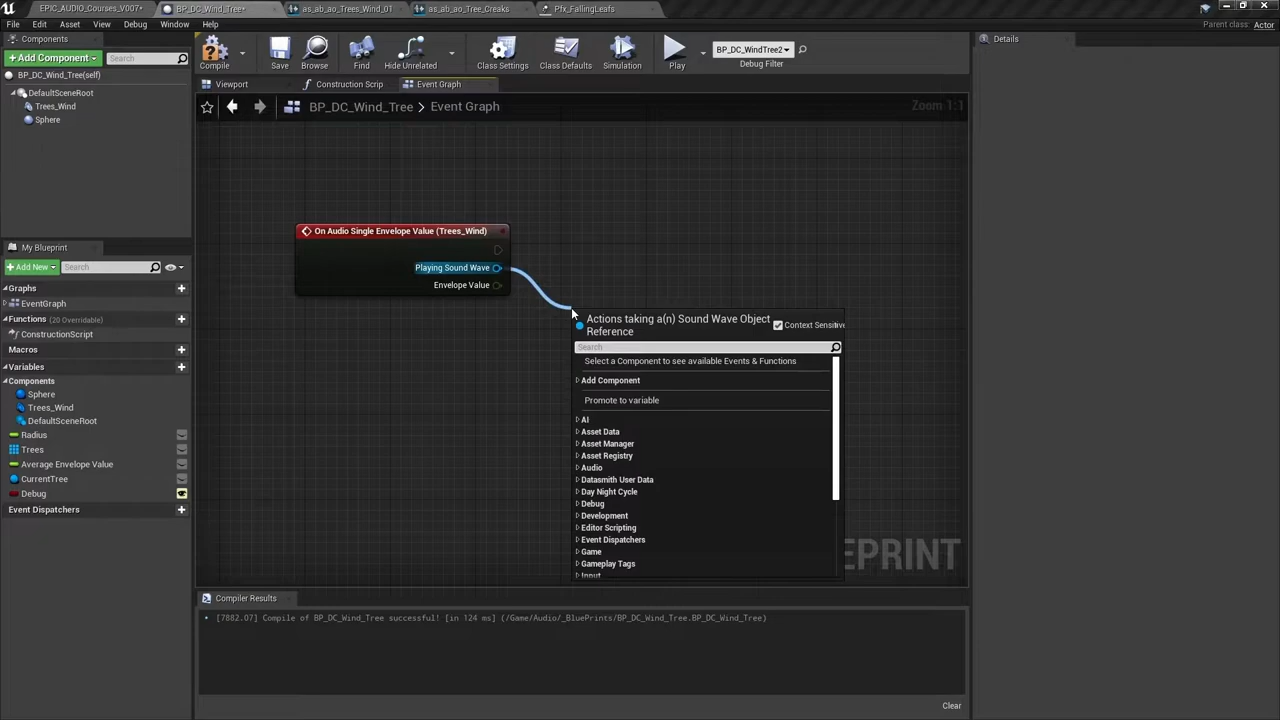 EPIC_AUDIO_Courses_V007*
BP_DC_Wind_Tree*
as_ab_ao_Trees_Wind_01
as_ab_ao_Tree_Creaks
Pfx_FallingLeafs
File
Edit
Asset
View
Debug
Window
Help
Parent class: Actor
Components
Add Component
Search
BP_DC_Wind_Tree(self)
DefaultSceneRoot
Trees_Wind
Sphere
Compile
Save
Browse
Find
Hide Unrelated
Class Settings
Class Defaults
Simulation
Play
BP_DC_WindTree2
Debug Filter
Details
Viewport
Construction Script
Event Graph
BP_DC_Wind_Tree > Event Graph
Zoom 1:1
On Audio Single Envelope Value (Trees_Wind)
Playing Sound Wave
Envelope Value
Actions taking a(n) Sound Wave Object
Reference
Context Sensitive
Search
Select a Component to see available Events & Functions
Add Component
Promote to variable
AI
Asset Data
Asset Manager
Asset Registry
Audio
Datasmith User Data
Day Night Cycle
Debug
Development
Editor Scripting
Event Dispatchers
Game
Gameplay Tags
Input
EPRINT
My Blueprint
Add New
Search
Graphs
EventGraph
Functions (20 Overridable)
ConstructionScript
Macros
Variables
Components
Sphere
Trees_Wind
DefaultSceneRoot
Radius
Trees
Average Envelope Value
CurrentTree
Debug
Event Dispatchers
Compiler Results
[7882.07] Compile of BP_DC_Wind_Tree successful! [in 124 ms] (/Game/Audio/_BluePrints/BP_DC_Wind_Tree.BP_DC_Wind_Tree)
Clear